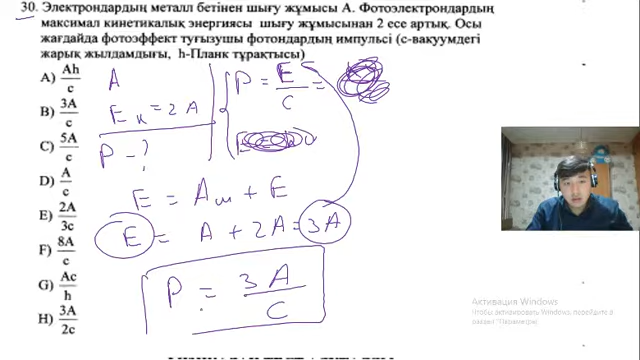 30. Электрондардың металл бетінен шығу жұмысы А. Фотоэлектрондардың
максимал кинетикалық энергиясы шығу жұмысынан 2 есе артық. Осы
жағдайда фотоэффект туғызушы фотондардың импульсі (с-вакуумдегі
жарық жылдамдығы, h-Планк тұрақтысы)
A) Ah/c
B) 3A/c
C) 5A/c
D) A/c
E) 2A/3c
F) 8A/c
G) Ac/h
H) 3A/2c
A
Eк = 2A
P - ?
P = E/C =
E = Aш + E
E = A + 2A = 3A
P = 3A/C
Активация Windows
Чтобы активировать Windows, перейдите в
раздел "Параметры".